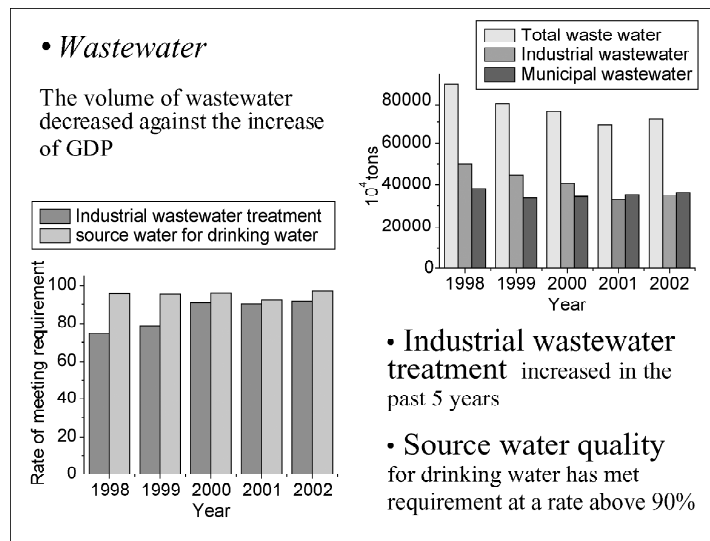 • Wastewater
The volume of wastewater
decreased against the increase
of GDP
Total waste water
Industrial wastewater
Municipal wastewater
80000
60000
40000
20000
0
10⁴tons
1998 1999 2000 2001 2002
Year
Industrial wastewater treatment
source water for drinking water
100
80
60
40
20
0
Rate of meeting requirement
1998 1999 2000 2001 2002
Year
• Industrial wastewater
treatment increased in the
past 5 years
• Source water quality
for drinking water has met
requirement at a rate above 90%